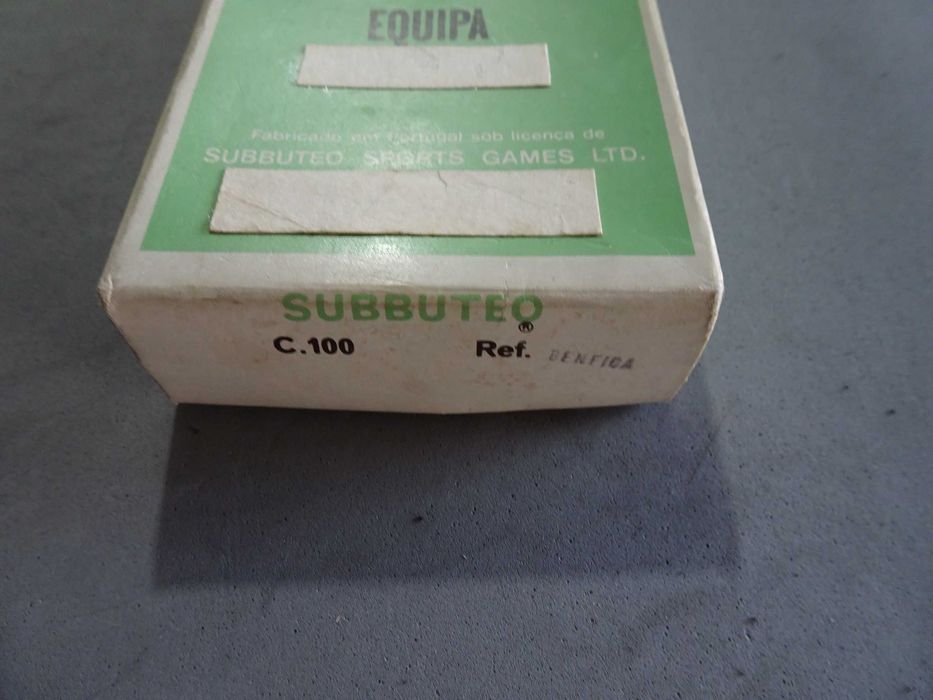 EQUIPA
Fabricado em Portugal sob licença de
SUBBUTEO SPORTS GAMES LTD.
SUBBUTEO®
C.100 Ref. BENFICA